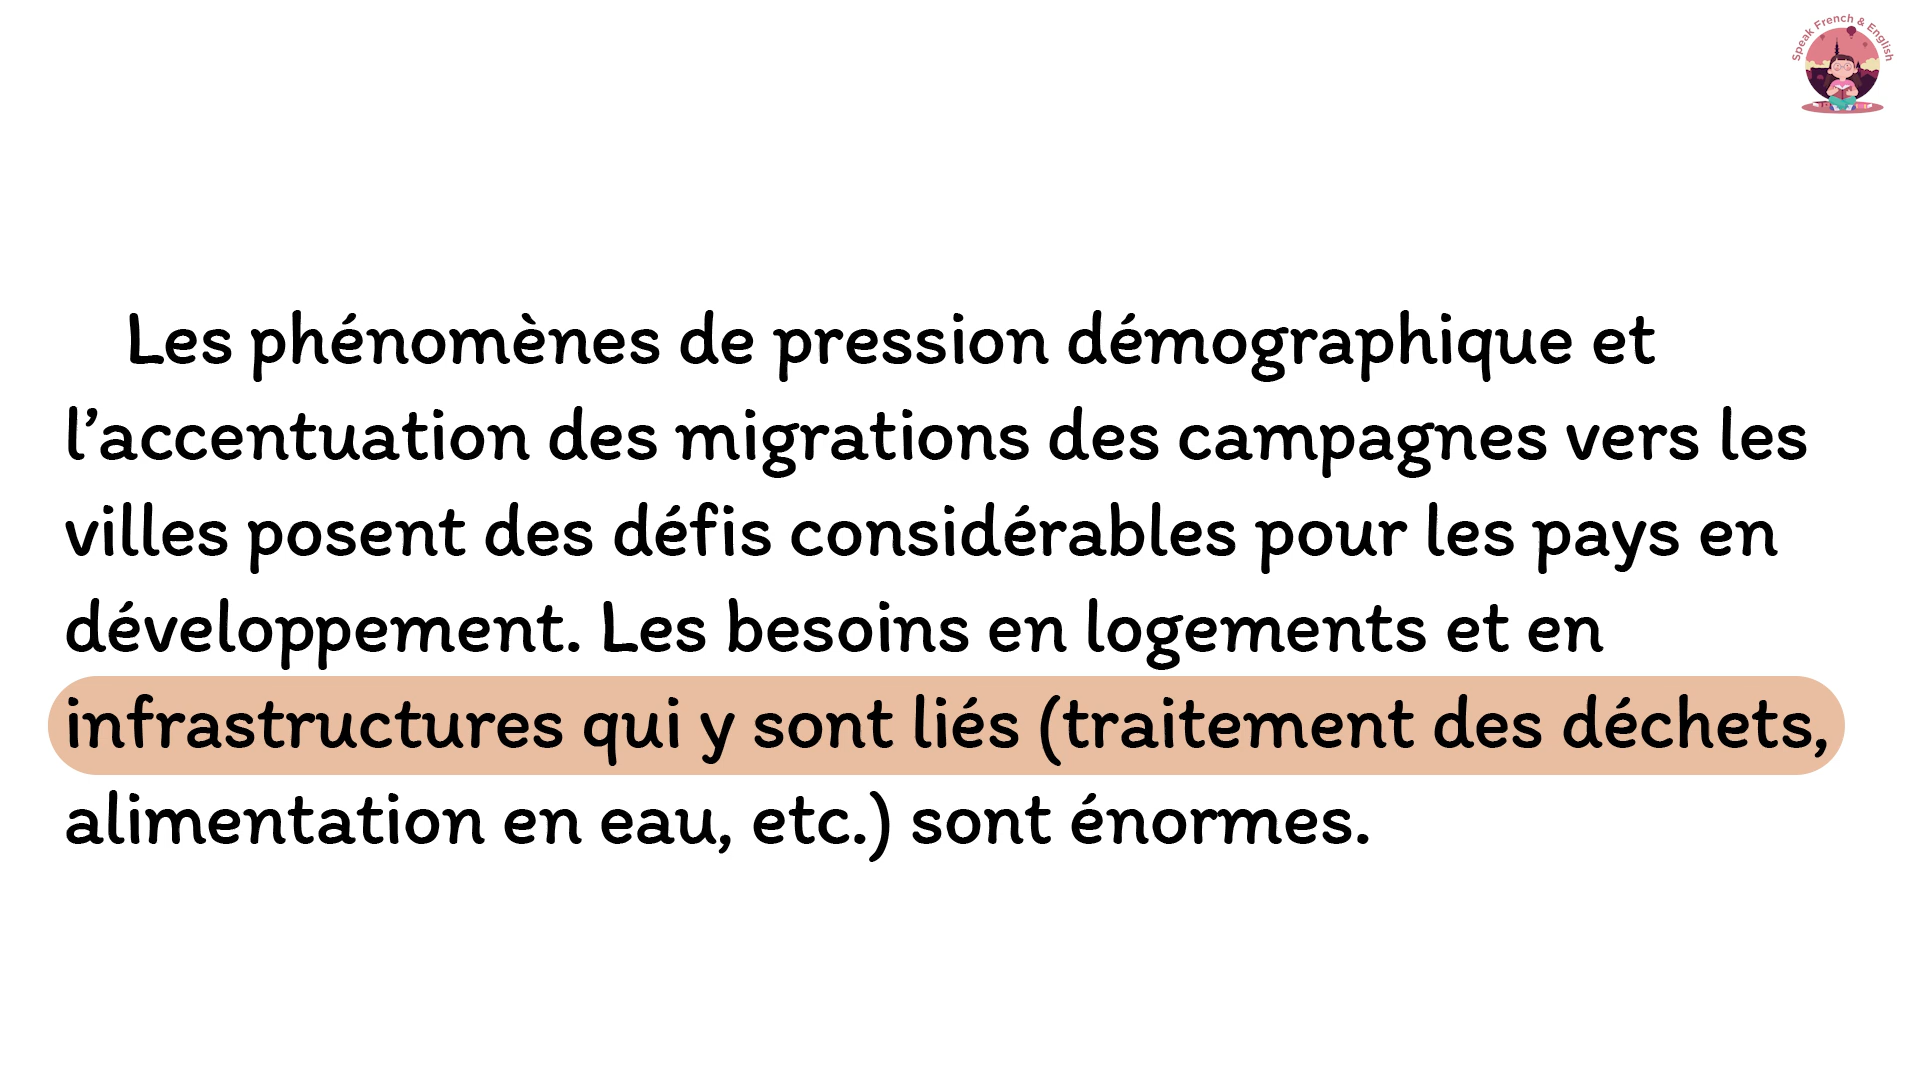 Speak French & English
Les phénomènes de pression démographique et
l’accentuation des migrations des campagnes vers les
villes posent des défis considérables pour les pays en
développement. Les besoins en logements et en
infrastructures qui y sont liés (traitement des déchets,
alimentation en eau, etc.) sont énormes.